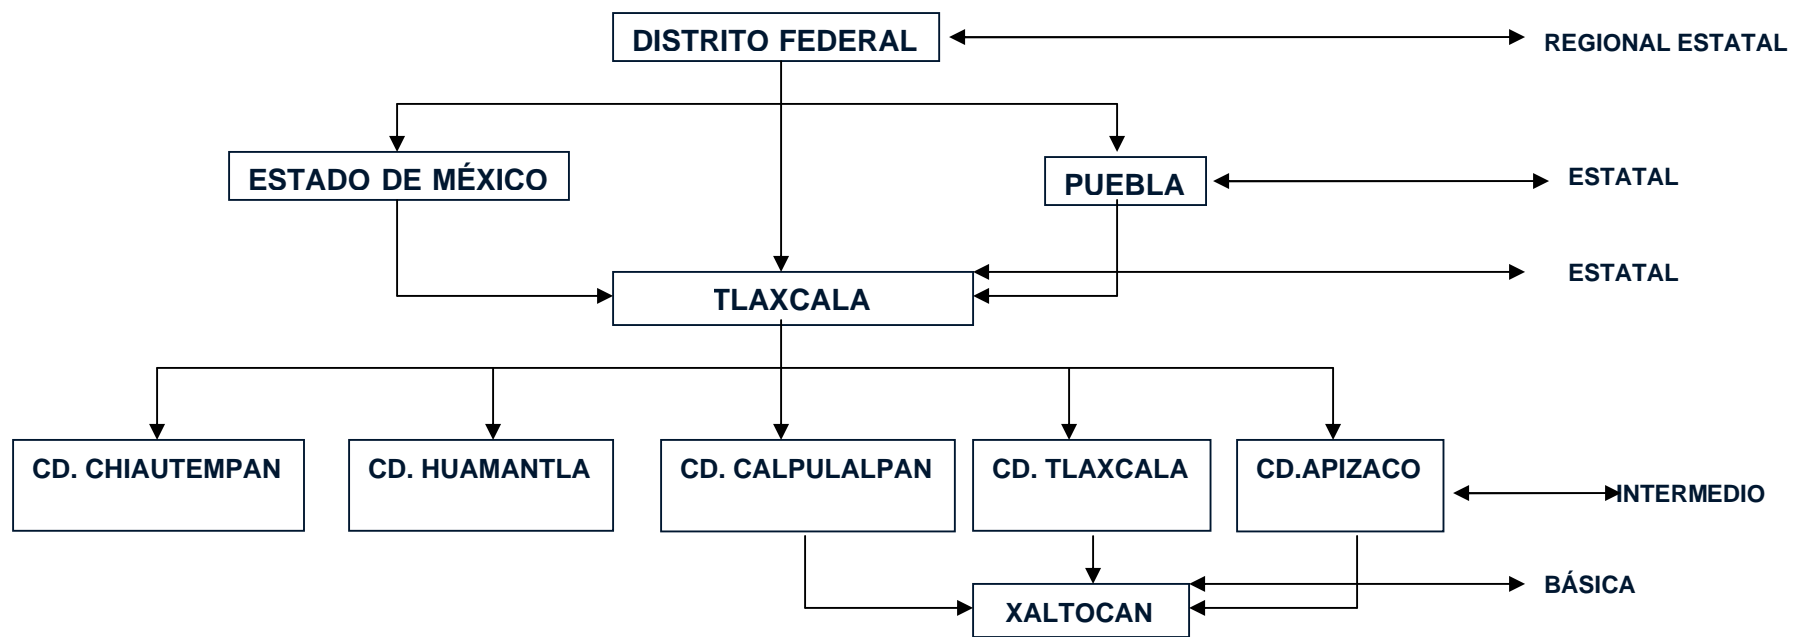 DISTRITO FEDERAL
REGIONAL ESTATAL
ESTADO DE MÉXICO
PUEBLA
ESTATAL
TLAXCALA
ESTATAL
CD. CHIAUTEMPAN
CD. HUAMANTLA
CD. CALPULALPAN
CD. TLAXCALA
CD.APIZACO
INTERMEDIO
XALTOCAN
BÁSICA